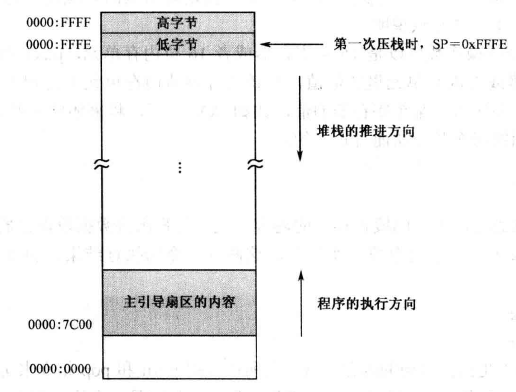 0000:FFFF 高字节
0000:FFFE 低字节 第一次压栈时，SP＝0xFFFE
堆栈的推进方向
⋮
主引导扇区的内容 程序的执行方向
0000:7C00
0000:0000